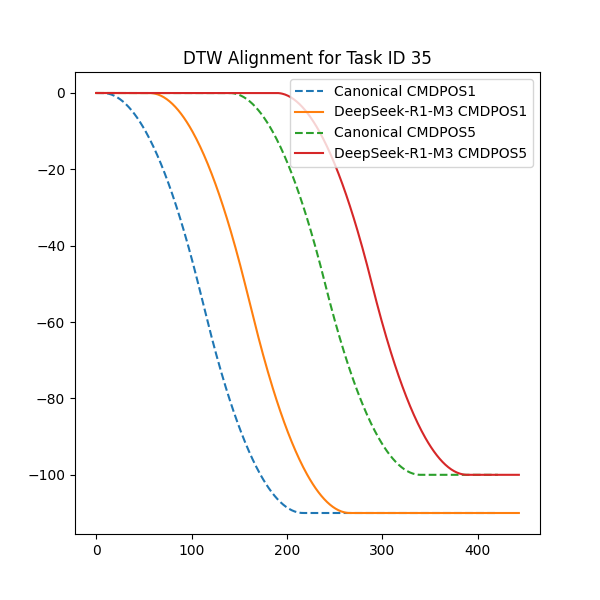 DTW Alignment for Task ID 35
Canonical CMDPOS1
DeepSeek-R1-M3 CMDPOS1
Canonical CMDPOS5
DeepSeek-R1-M3 CMDPOS5
0
−20
−40
−60
−80
−100
0 100 200 300 400